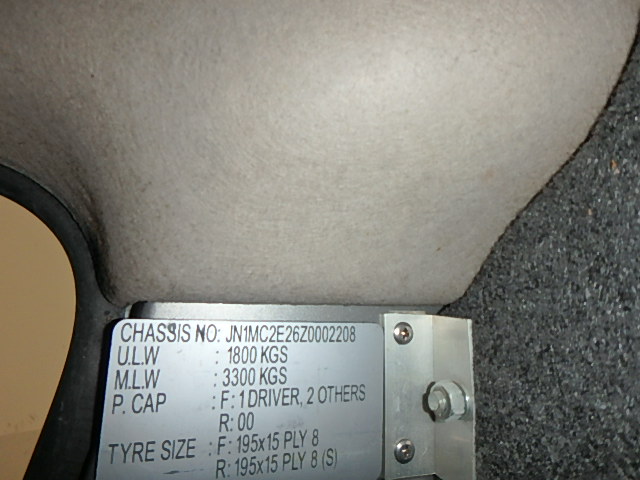 CHASSIS NO: JN1MC2E26Z0002208
U.L.W : 1800 KGS
M.L.W : 3300 KGS
P. CAP : F: 1 DRIVER, 2 OTHERS
R: 00
TYRE SIZE : F: 195x15 PLY 8
R: 195x15 PLY 8 (S)